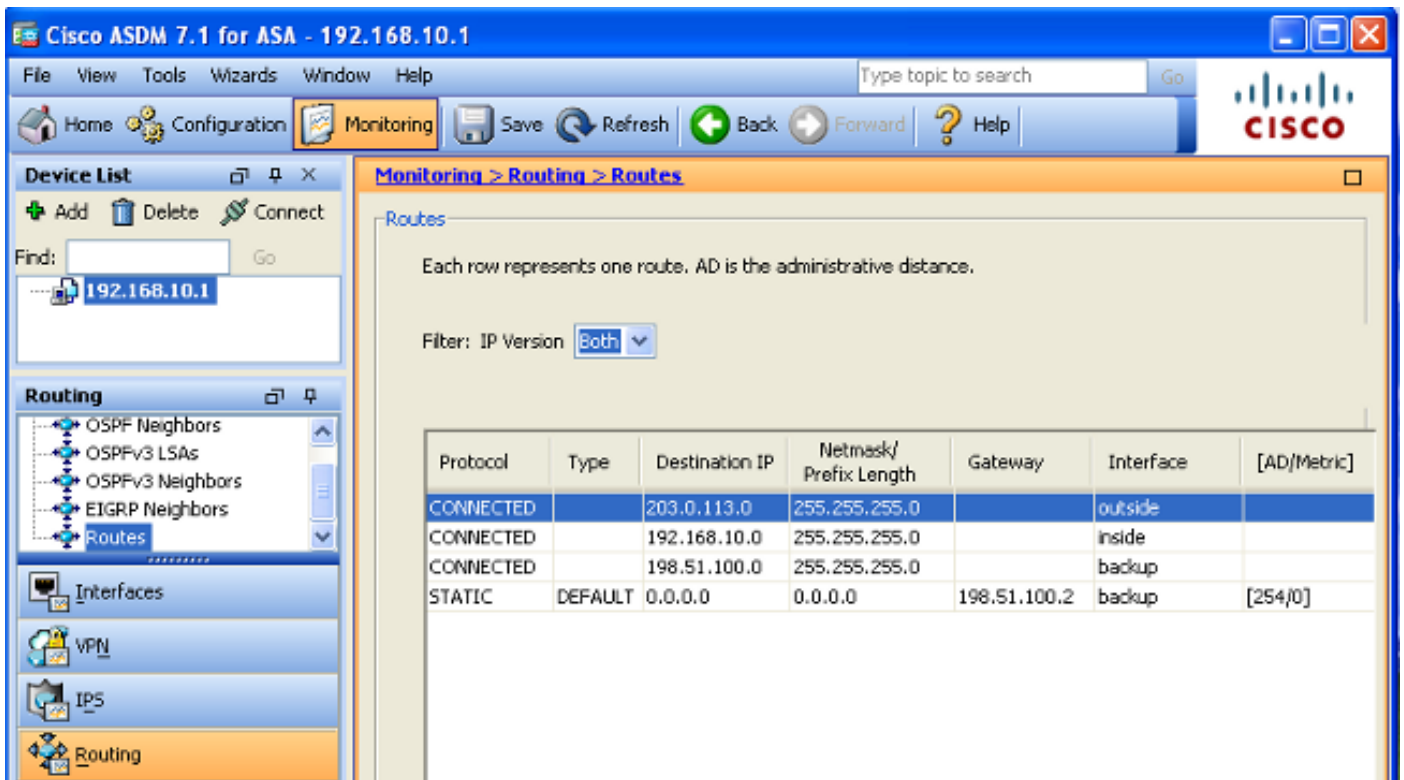 Cisco ASDM 7.1 for ASA - 192.168.10.1
File View Tools Wizards Window Help
Type topic to search Go
Home Configuration Monitoring Save Refresh Back Forward Help
CISCO
Device List
Add Delete Connect
Find: Go
192.168.10.1
Routing
OSPF Neighbors
OSPFv3 LSAs
OSPFv3 Neighbors
EIGRP Neighbors
Routes
Interfaces
VPN
IPS
Routing
Monitoring > Routing > Routes
Routes
Each row represents one route. AD is the administrative distance.
Filter: IP Version Both
Protocol Type Destination IP Netmask/ Prefix Length Gateway Interface [AD/Metric]
CONNECTED 203.0.113.0 255.255.255.0 outside
CONNECTED 192.168.10.0 255.255.255.0 inside
CONNECTED 198.51.100.0 255.255.255.0 backup
STATIC DEFAULT 0.0.0.0 0.0.0.0 198.51.100.2 backup [254/0]